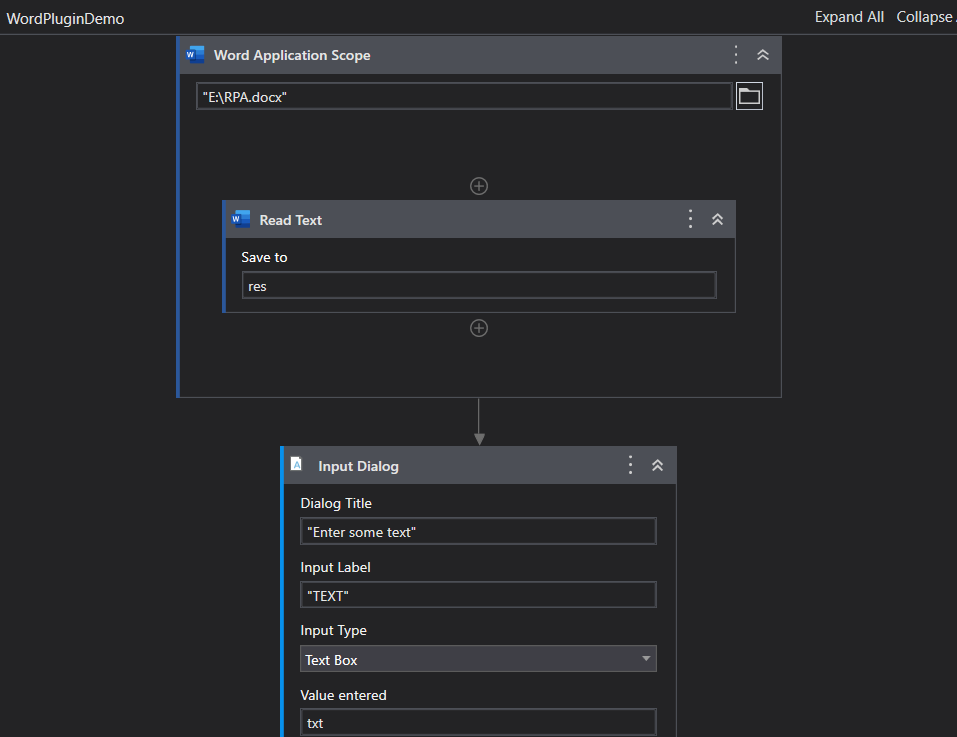 WordPluginDemo
Expand All Collapse
Word Application Scope
"E:\RPA.docx"
Read Text
Save to
res
Input Dialog
Dialog Title
"Enter some text"
Input Label
"TEXT"
Input Type
Text Box
Value entered
txt